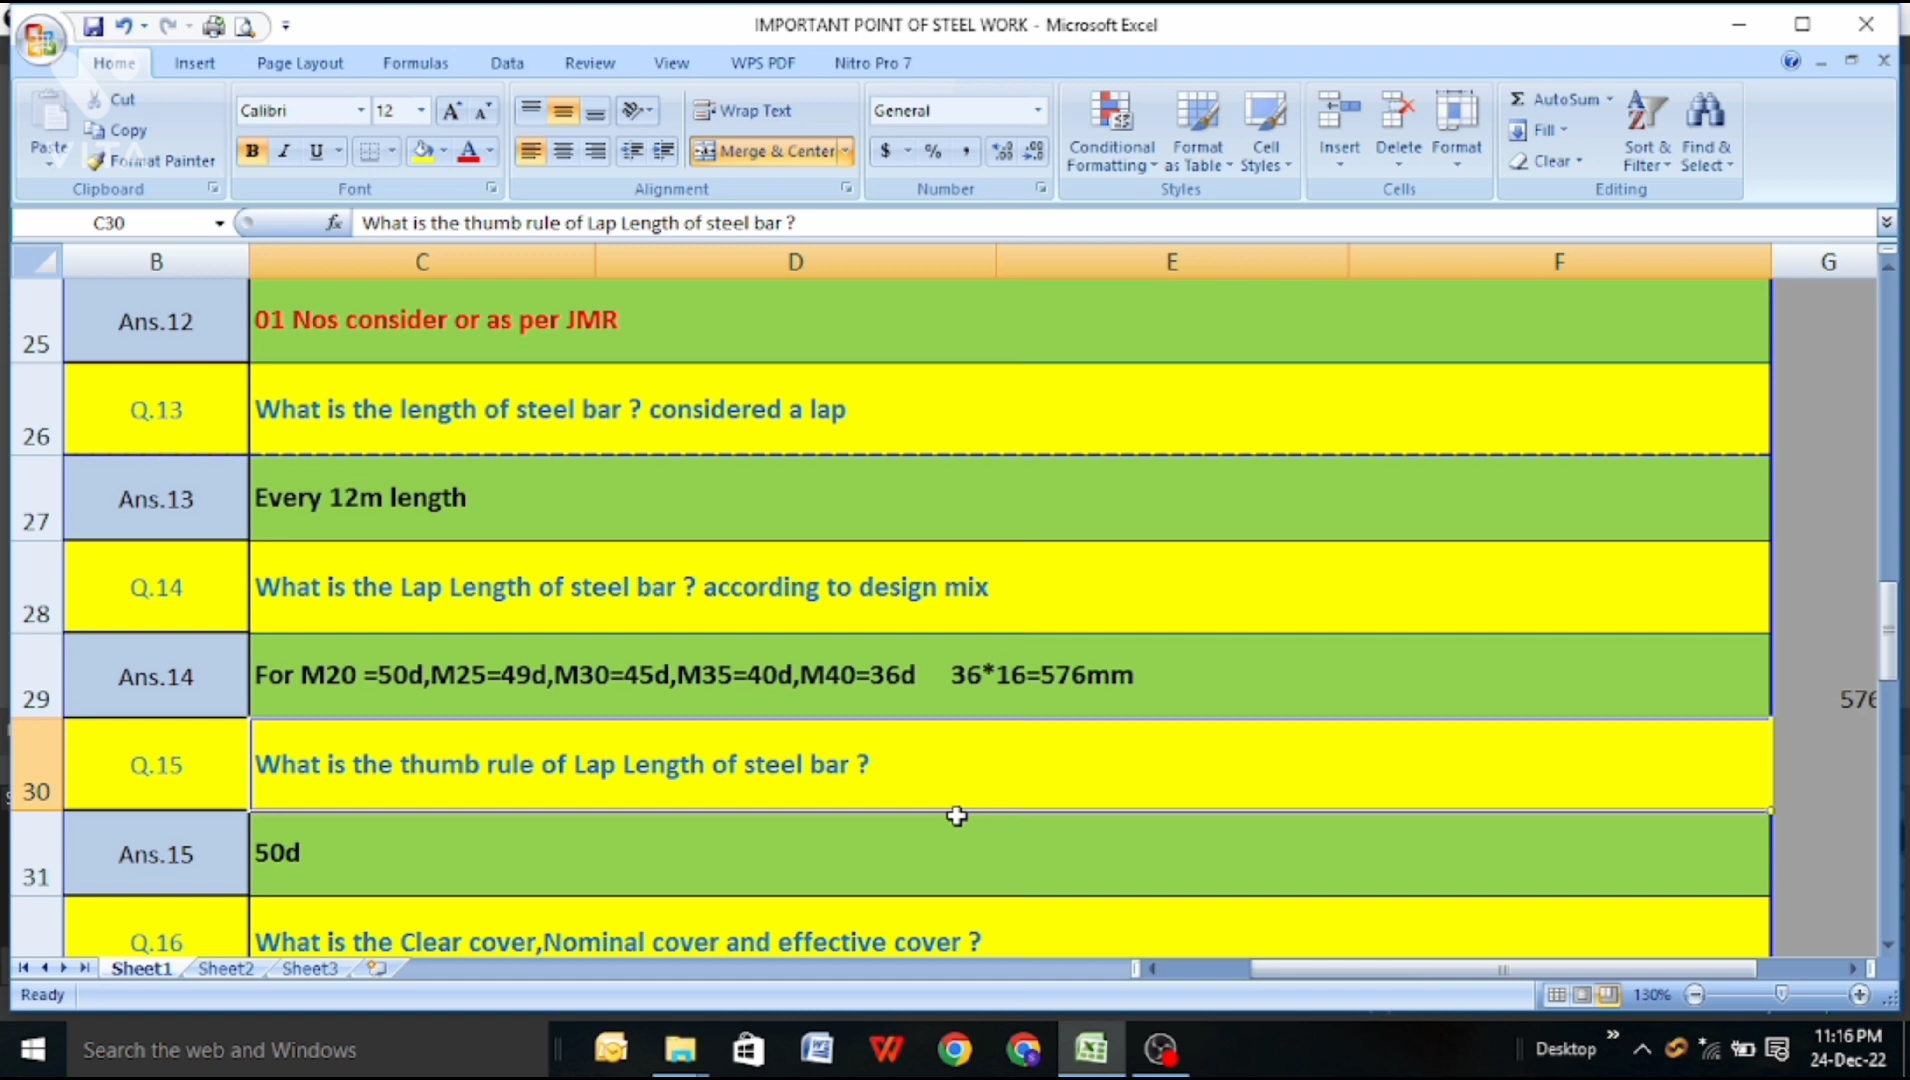 IMPORTANT POINT OF STEEL WORK - Microsoft Excel
Home Insert Page Layout Formulas Data Review View WPS PDF Nitro Pro 7
Paste Cut Copy Format Painter
VITA
Calibri 12
B I U A
Wrap Text
Merge & Center
General
$ % ,
Conditional Formatting Format as Table Cell Styles
Insert Delete Format
Σ AutoSum
Fill
Clear
Sort & Filter Find & Select
Clipboard Font Alignment Number Styles Cells Editing
C30 fx What is the thumb rule of Lap Length of steel bar ?
B C D E F G
25 Ans.12 01 Nos consider or as per JMR
26 Q.13 What is the length of steel bar ? considered a lap
27 Ans.13 Every 12m length
28 Q.14 What is the Lap Length of steel bar ? according to design mix
29 Ans.14 For M20 =50d,M25=49d,M30=45d,M35=40d,M40=36d 36*16=576mm 576
30 Q.15 What is the thumb rule of Lap Length of steel bar ?
31 Ans.15 50d
Q.16 What is the Clear cover,Nominal cover and effective cover ?
Sheet1 Sheet2 Sheet3
Ready 130%
Search the web and Windows Desktop 11:16 PM
24-Dec-22